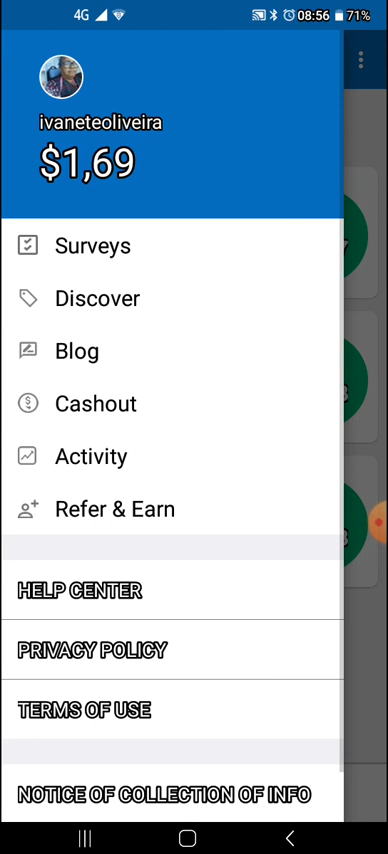 4G 08:56 71%
ivaneteoliveira
$1,69
Surveys
Discover
Blog
Cashout
Activity
Refer & Earn
HELP CENTER
PRIVACY POLICY
TERMS OF USE
NOTICE OF COLLECTION OF INFO